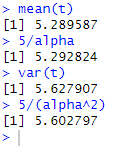 > mean(t)
[1] 5.289587
> 5/alpha
[1] 5.292824
> var(t)
[1] 5.627907
> 5/(alpha^2)
[1] 5.602797
>